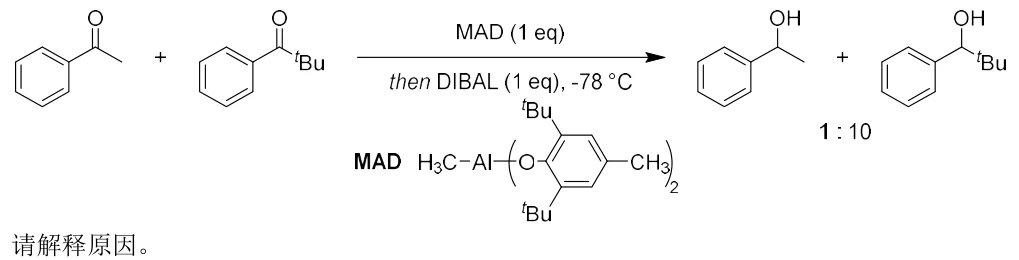 O O OH OH
MAD (1 eq)
+ ᵗBu + ᵗBu
then DIBAL (1 eq), -78 °C
1 : 10
ᵗBu
MAD H₃C-Al-(O CH₃)₂
ᵗBu
请解释原因。